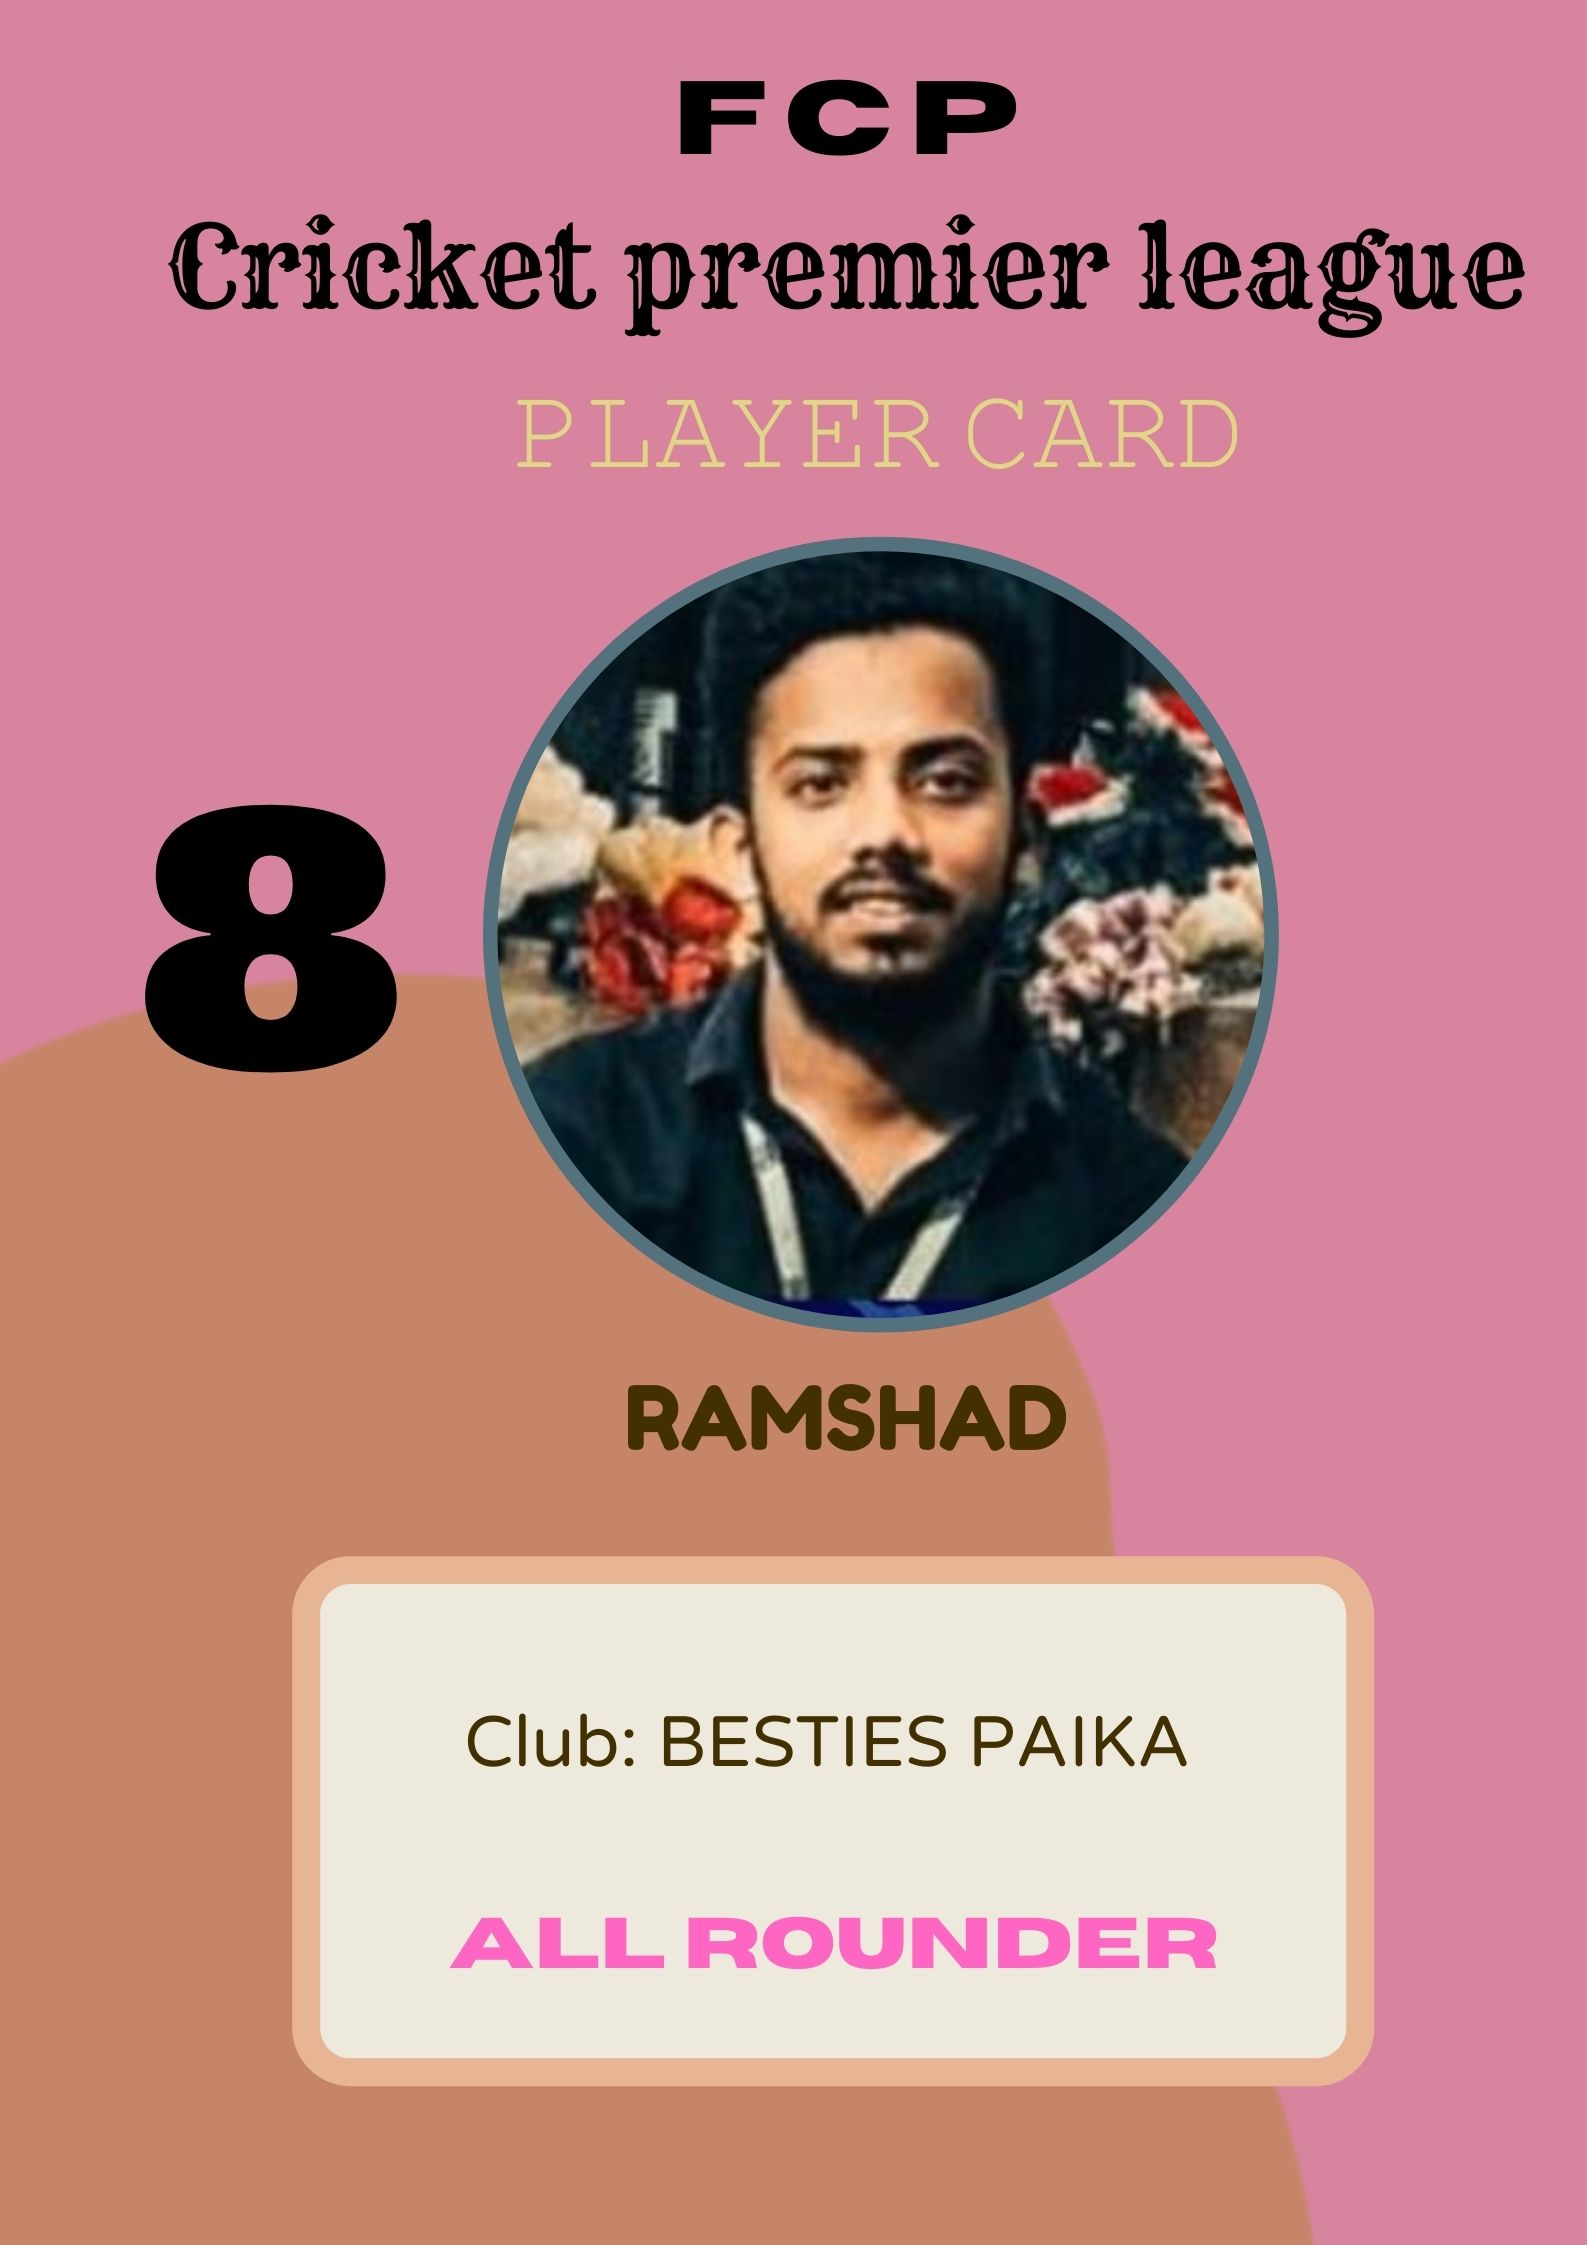 FCP
Cricket premier league
PLAYER CARD
8
RAMSHAD
Club: BESTIES PAIKA
ALL ROUNDER